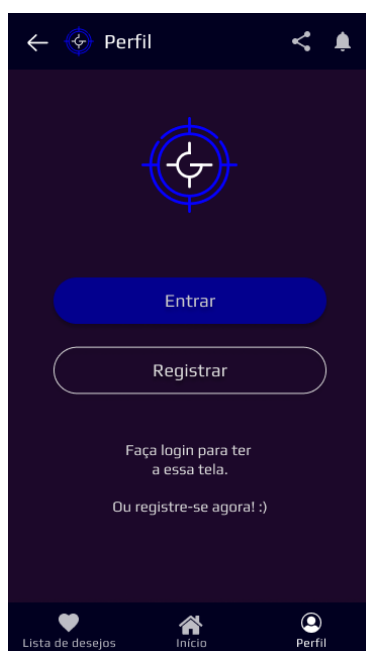 Perfil
Entrar
Registrar
Faça login para ter
a essa tela.
Ou registre-se agora! :)
Lista de desejos
Início
Perfil